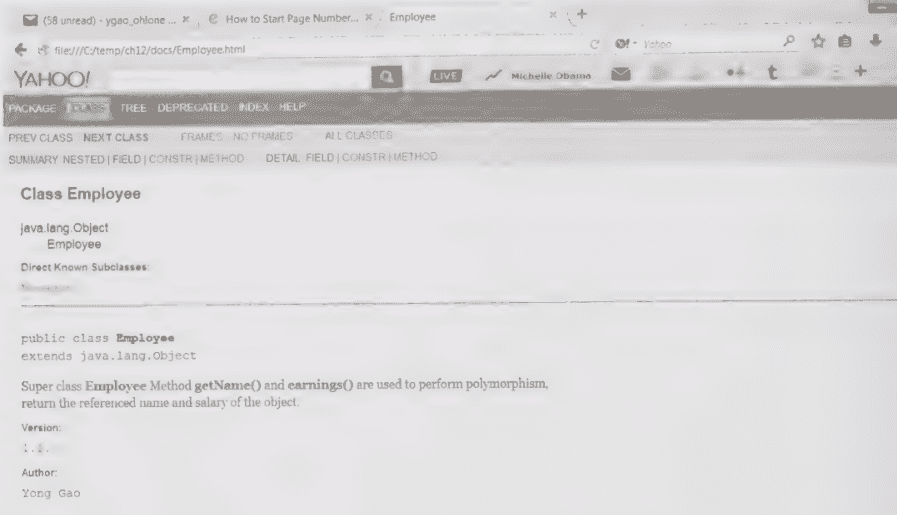 (58 unread) - ygao_ohlone ... × How to Start Page Number... × Employee ×
file:///C:/temp/ch12/docs/Employee.html Yahoo
YAHOO! LIVE Michelle Obama
PACKAGE CLASS TREE DEPRECATED INDEX HELP
PREV CLASS NEXT CLASS FRAMES NO FRAMES ALL CLASSES
SUMMARY NESTED | FIELD | CONSTR | METHOD DETAIL FIELD | CONSTR | METHOD
Class Employee
java.lang.Object
Employee
Direct Known Subclasses:
public class Employee
extends java.lang.Object
Super class Employee Method getName() and earnings() are used to perform polymorphism,
return the referenced name and salary of the object.
Version:
Author:
Yong Gao